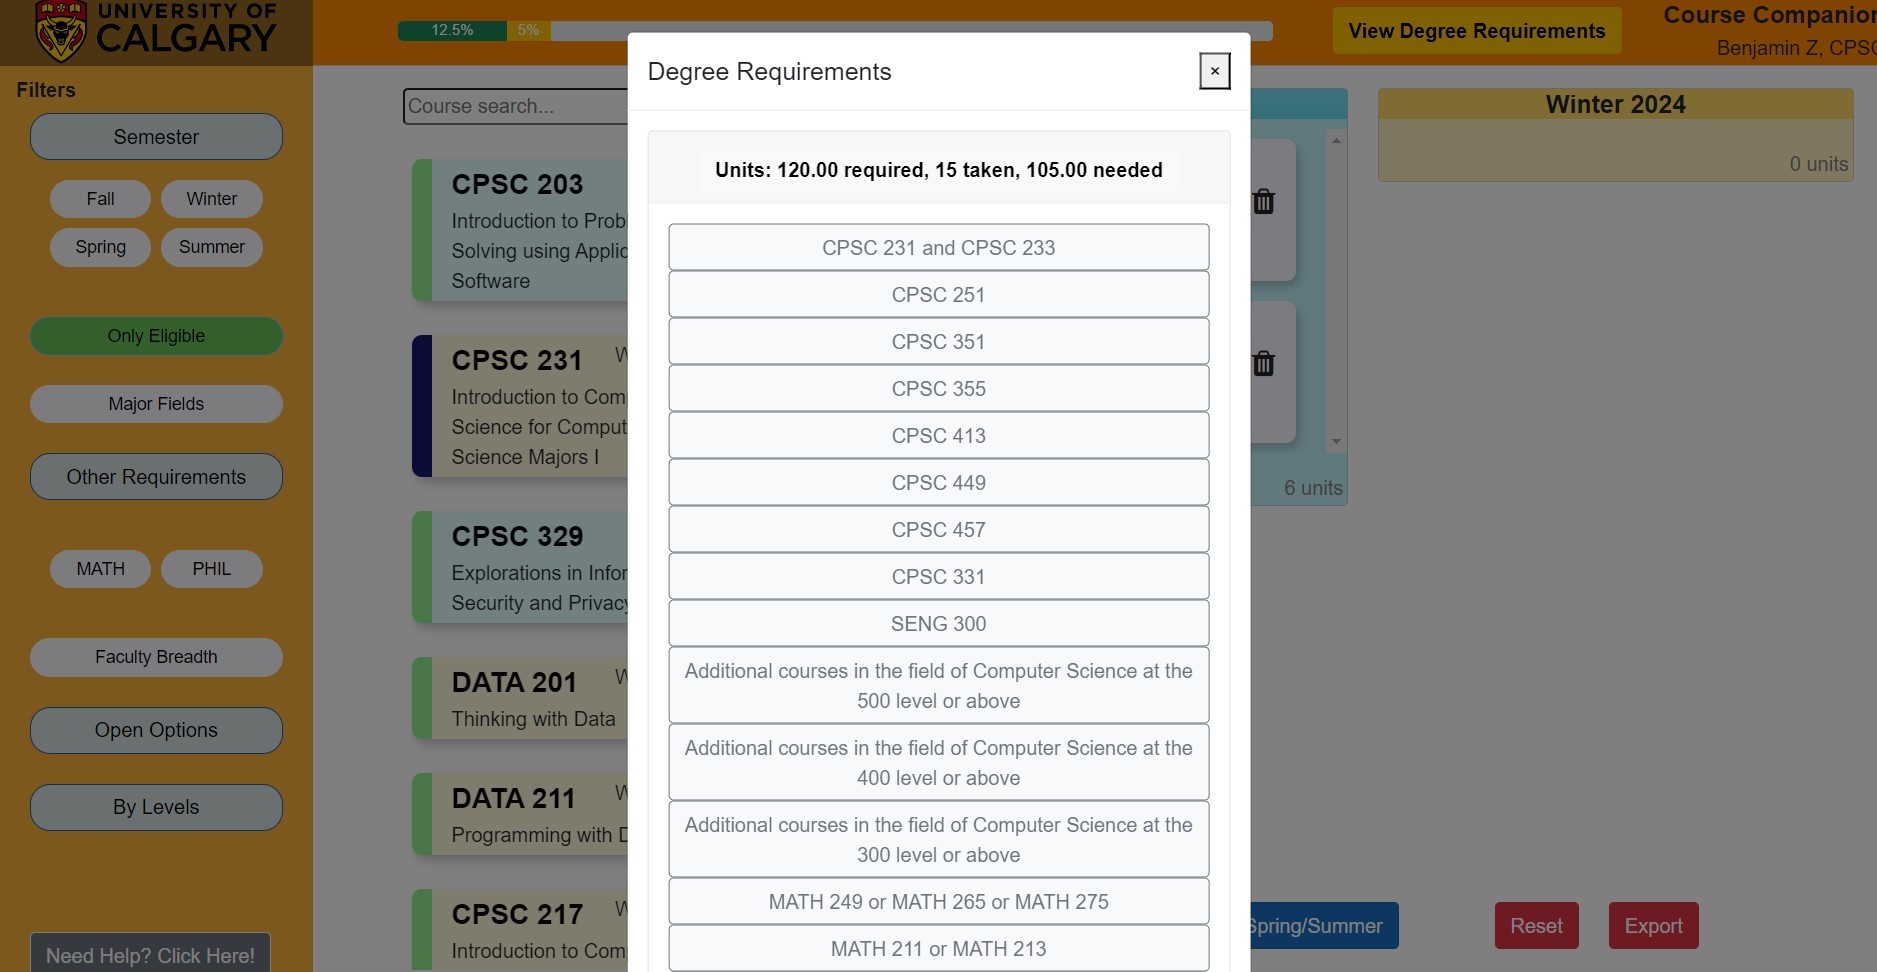 UNIVERSITY OF
CALGARY
12.5%
5%
View Degree Requirements
Course Companion
Benjamin Z,
Filters
Semester
Fall
Winter
Spring
Summer
Only Eligible
Major Fields
Other Requirements
MATH
PHIL
Faculty Breadth
Open Options
By Levels
Need Help? Click Here!
Course search...
CPSC 203
Introduction to
Solving using
Software
CPSC 231
Introduction to
Science for
Science Majors I
CPSC 329
Explorations in
Security and
DATA 201
Thinking with Data
DATA 211
Programming with
CPSC 217
Introduction to
Degree Requirements
×
Units: 120.00 required, 15 taken, 105.00 needed
CPSC 231 and CPSC 233
CPSC 251
CPSC 351
CPSC 355
CPSC 413
CPSC 449
CPSC 457
CPSC 331
SENG 300
Additional courses in the field of Computer Science at the
500 level or above
Additional courses in the field of Computer Science at the
400 level or above
Additional courses in the field of Computer Science at the
300 level or above
MATH 249 or MATH 265 or MATH 275
MATH 211 or MATH 213
6 units
Winter 2024
0 units
Spring/Summer
Reset
Export